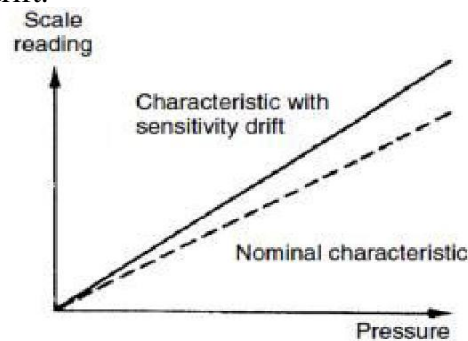 Scale
reading
Characteristic with
sensitivity drift
Nominal characteristic
Pressure